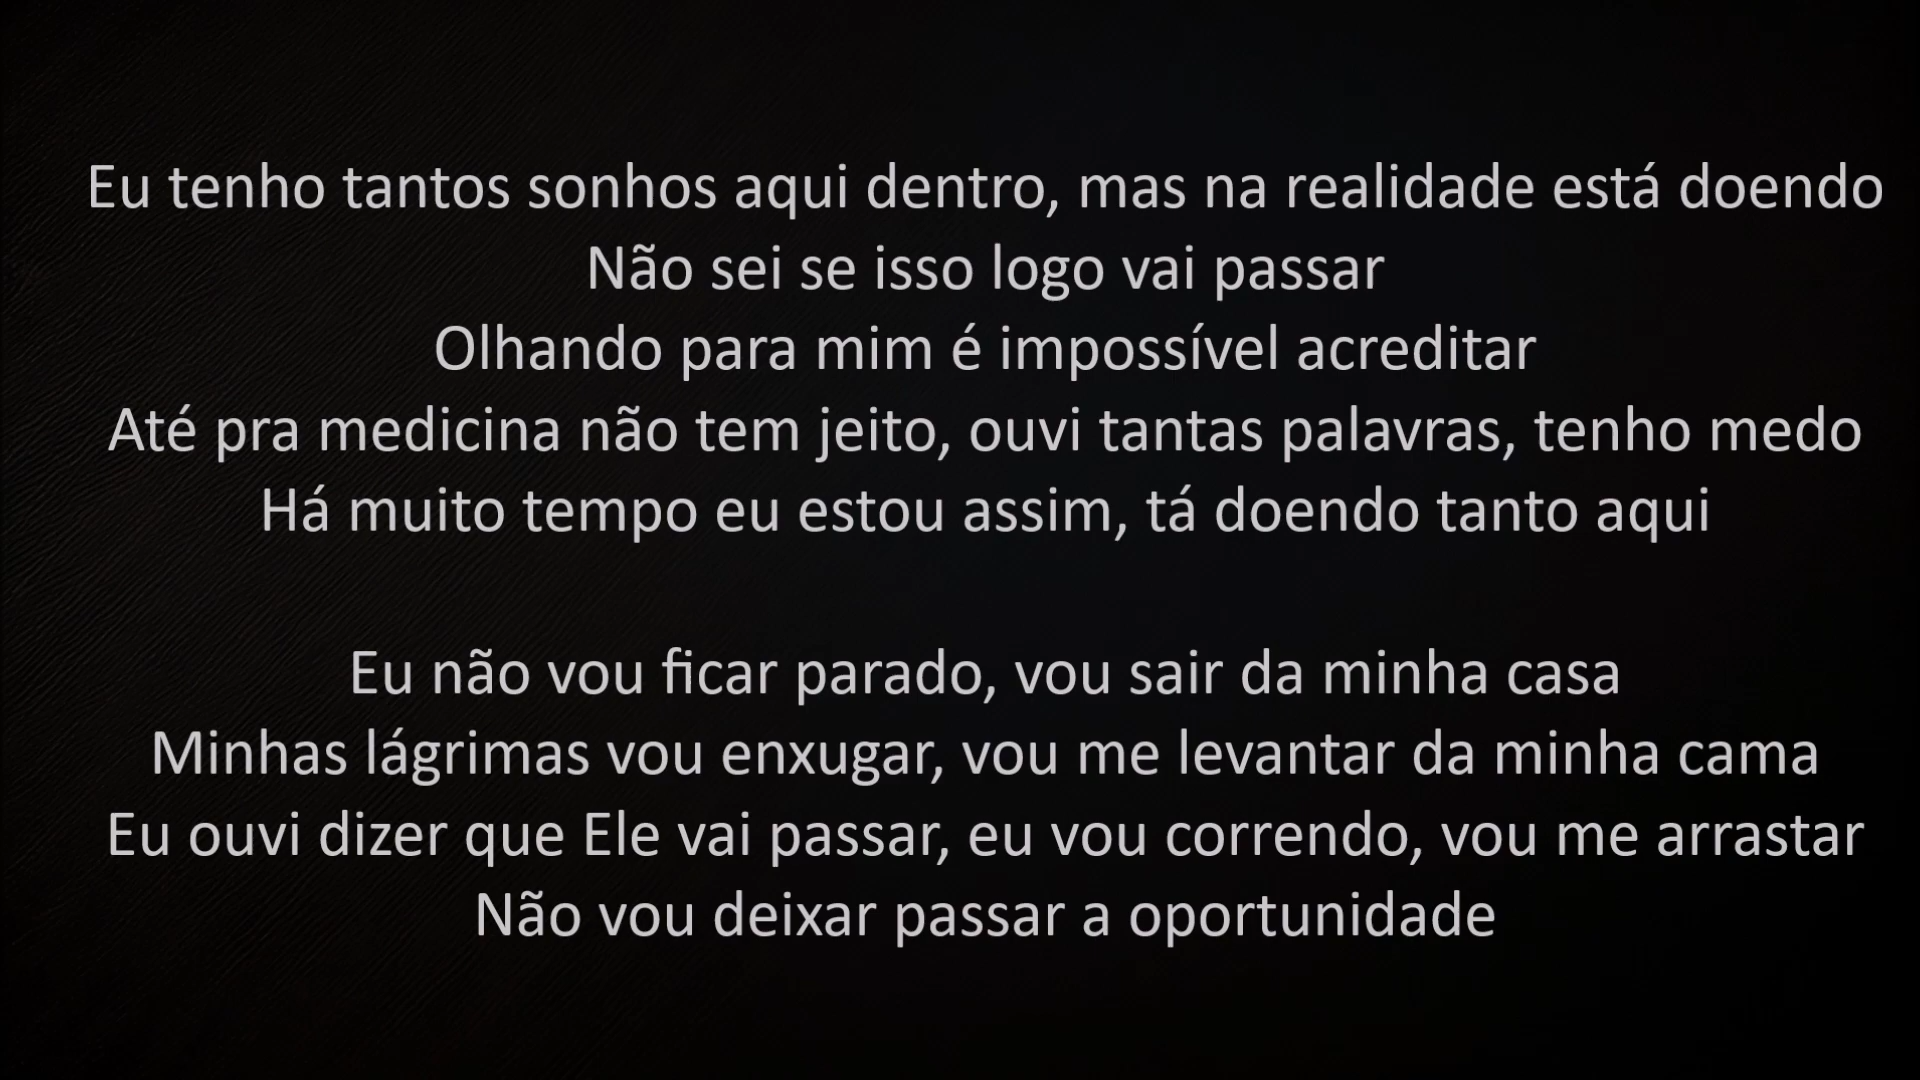 Eu tenho tantos sonhos aqui dentro, mas na realidade está doendo
Não sei se isso logo vai passar
Olhando para mim é impossível acreditar
Até pra medicina não tem jeito, ouvi tantas palavras, tenho medo
Há muito tempo eu estou assim, tá doendo tanto aqui
Eu não vou ficar parado, vou sair da minha casa
Minhas lágrimas vou enxugar, vou me levantar da minha cama
Eu ouvi dizer que Ele vai passar, eu vou correndo, vou me arrastar
Não vou deixar passar a oportunidade